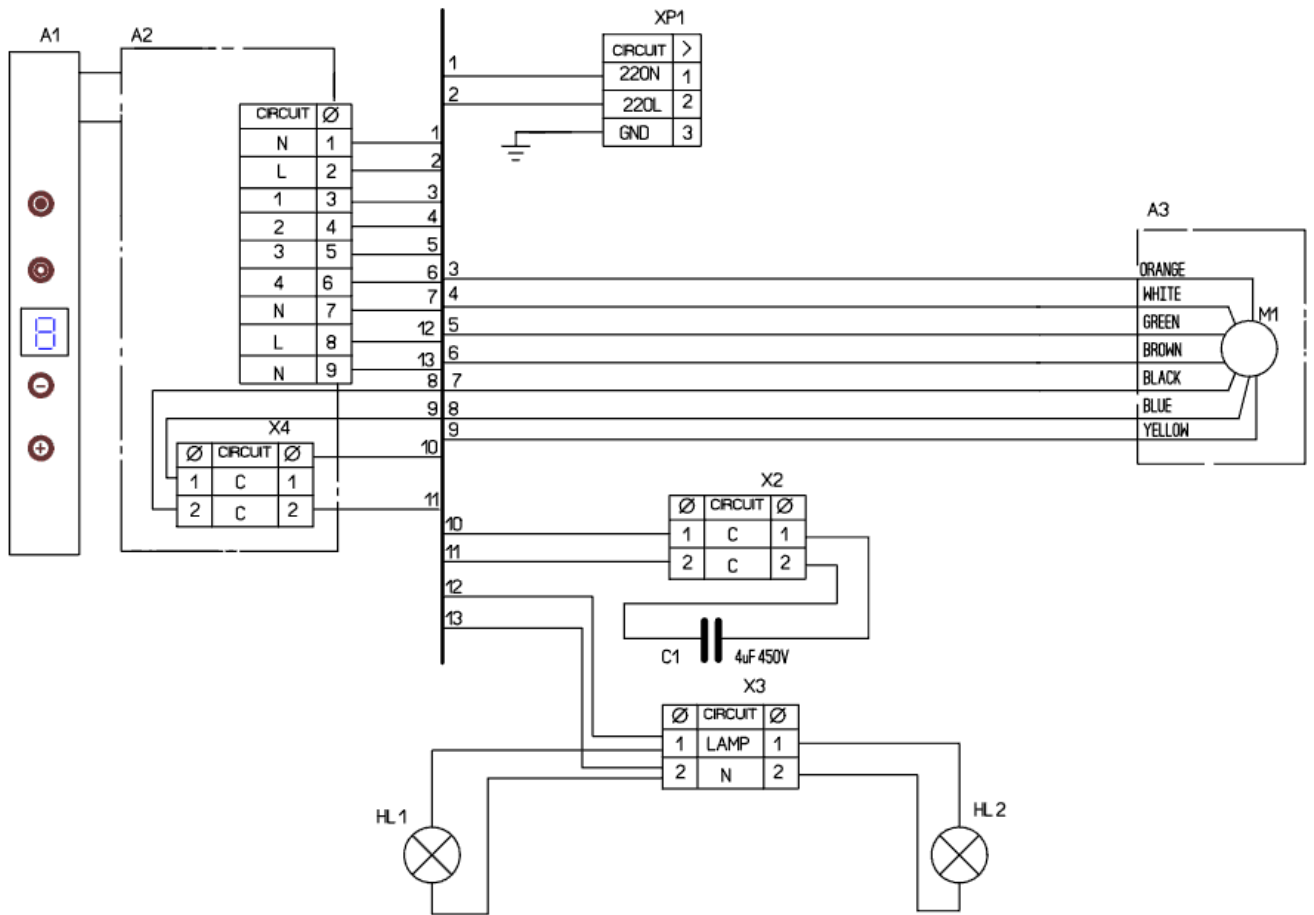 A1
A2
CIRCUIT Ø
N 1
L 2
1 3
2 4
3 5
4 6
N 7
L 8
N 9
1
2
3
4
5
6
7
12
13
8
9
10
11
X4
Ø CIRCUIT Ø
1 C 1
2 C 2
1
2
XP1
CIRCUIT >
220N 1
220L 2
GND 3
3
4
5
6
7
8
9
A3
ORANGE
WHITE
GREEN
BROWN
BLACK
BLUE
YELLOW
M1
10
11
12
13
X2
Ø CIRCUIT Ø
1 C 1
2 C 2
C1 4uF 450V
X3
Ø CIRCUIT Ø
1 LAMP 1
2 N 2
HL1
HL2